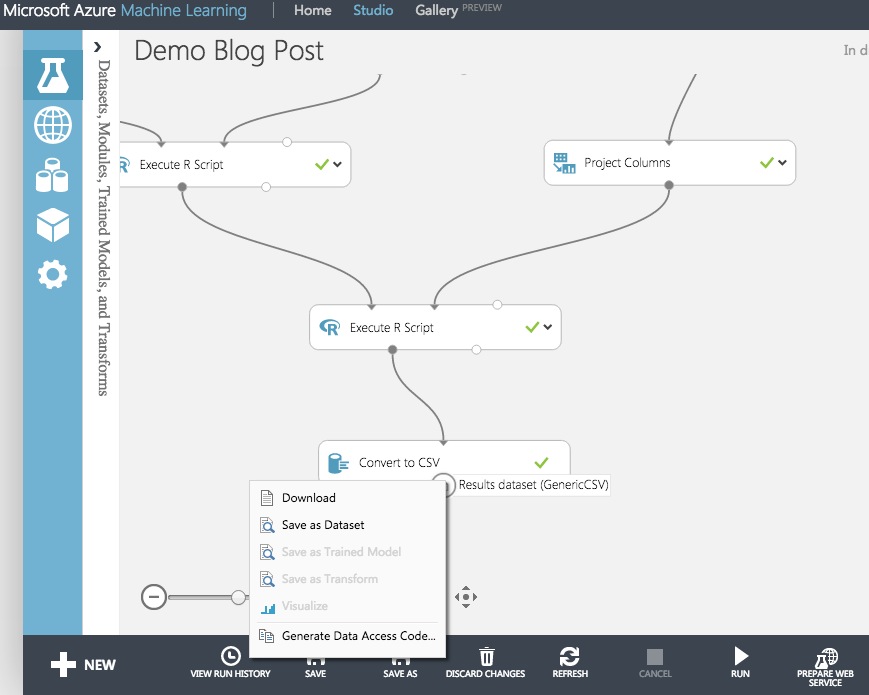 Microsoft Azure Machine Learning | Home Studio Gallery PREVIEW
Demo Blog Post
In d
Datasets, Modules, Trained Models, and Transforms
Execute R Script
Project Columns
R Execute R Script
Convert to CSV
Results dataset (GenericCSV)
Download
Save as Dataset
Save as Trained Model
Save as Transform
Visualize
Generate Data Access Code...
NEW
VIEW RUN HISTORY
SAVE
SAVE AS
DISCARD CHANGES
REFRESH
CANCEL
RUN
PREPARE WEB
SERVICE